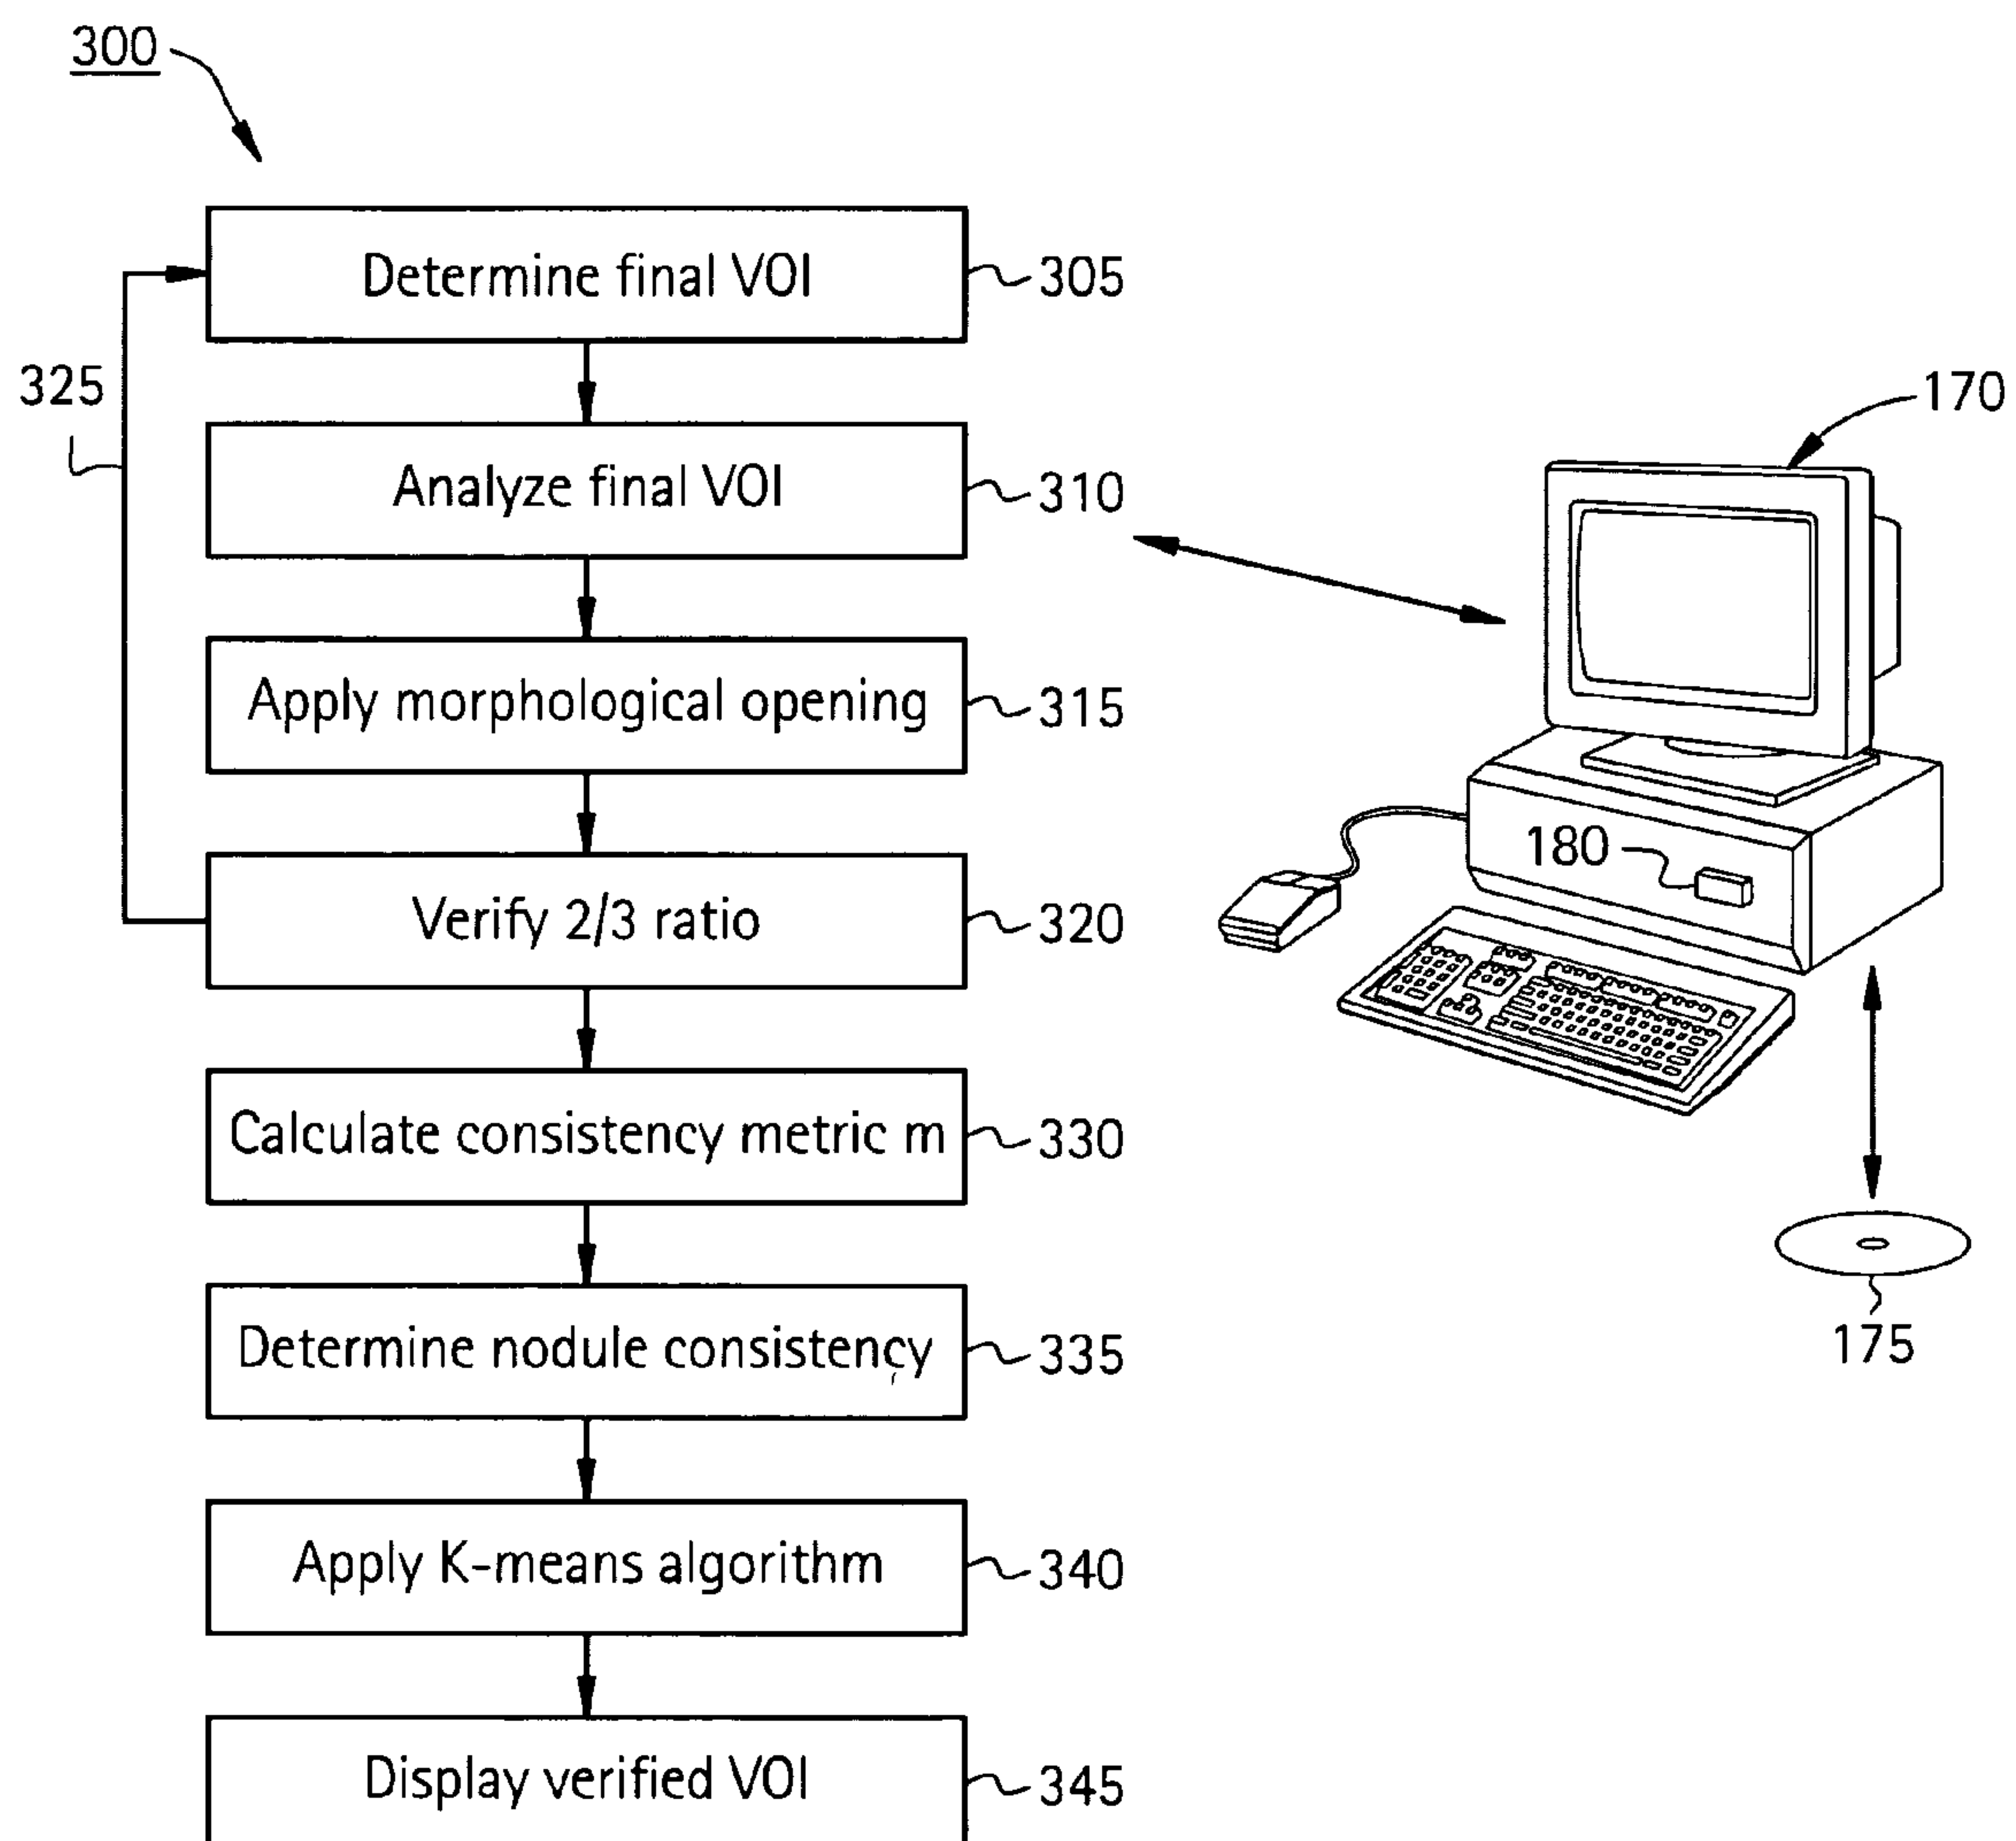 300
Determine final VOI
305
325
Analyze final VOI
310
170
Apply morphological opening
315
180
Verify 2/3 ratio
320
Calculate consistency metric m
330
Determine nodule consistency
335
175
Apply K-means algorithm
340
Display verified VOI
345